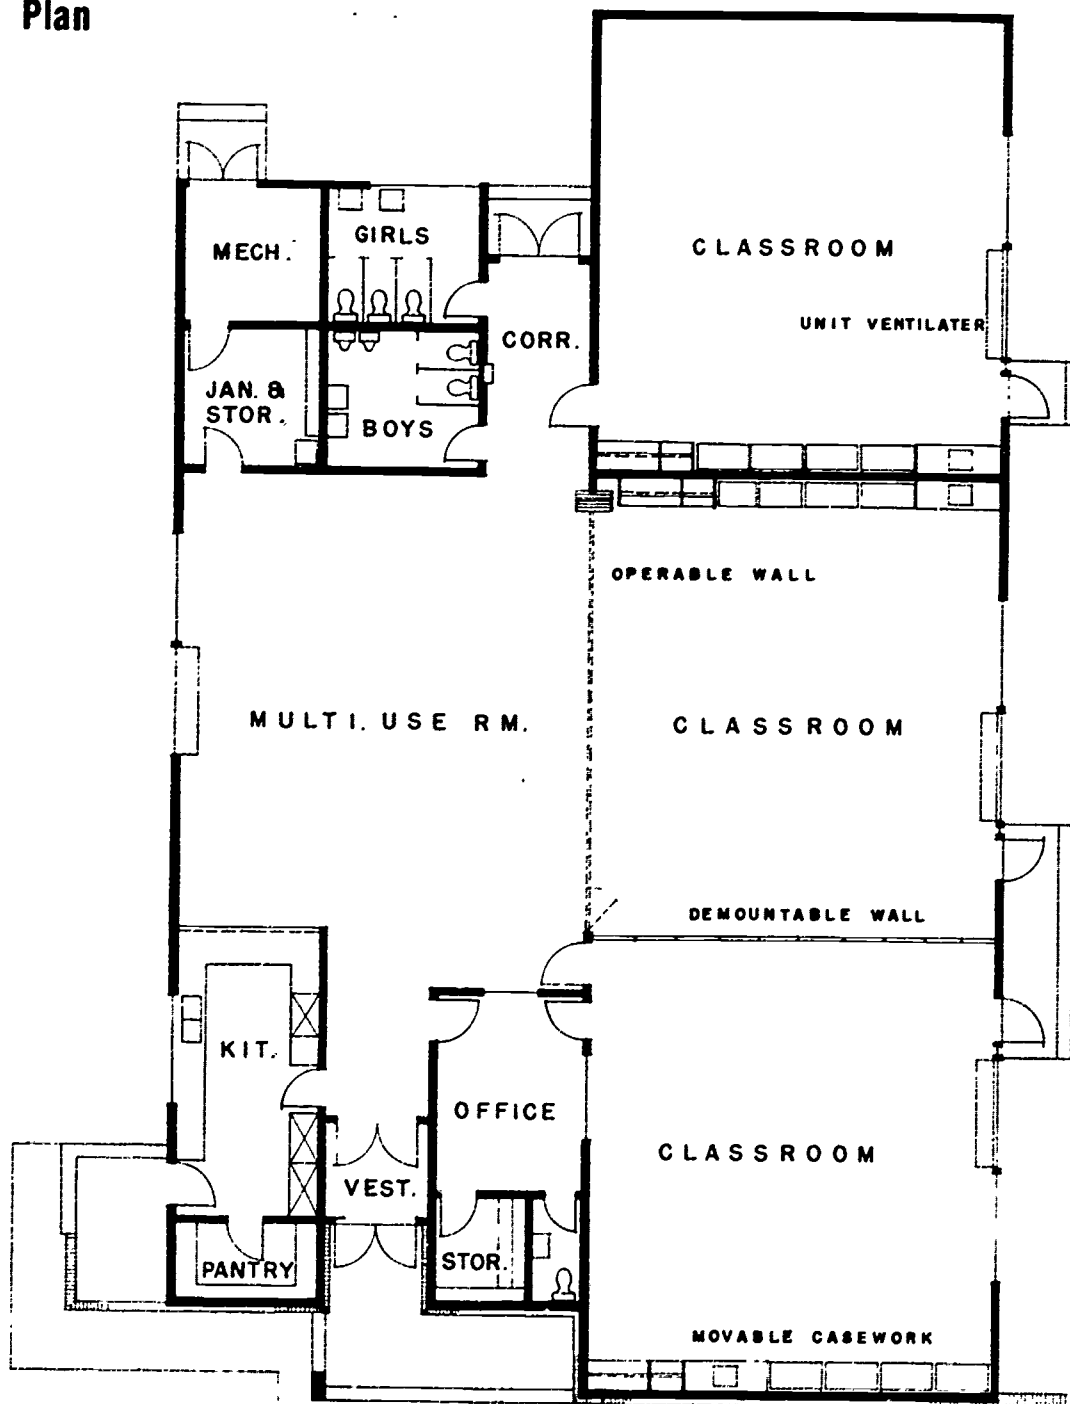 Plan
MECH.
GIRLS
CLASSROOM
UNIT VENTILATER
CORR.
JAN. &
STOR.
BOYS
OPERABLE WALL
MULTI. USE RM.
CLASSROOM
DEMOUNTABLE WALL
KIT.
OFFICE
CLASSROOM
VEST.
STOR.
PANTRY
MOVABLE CASEWORK